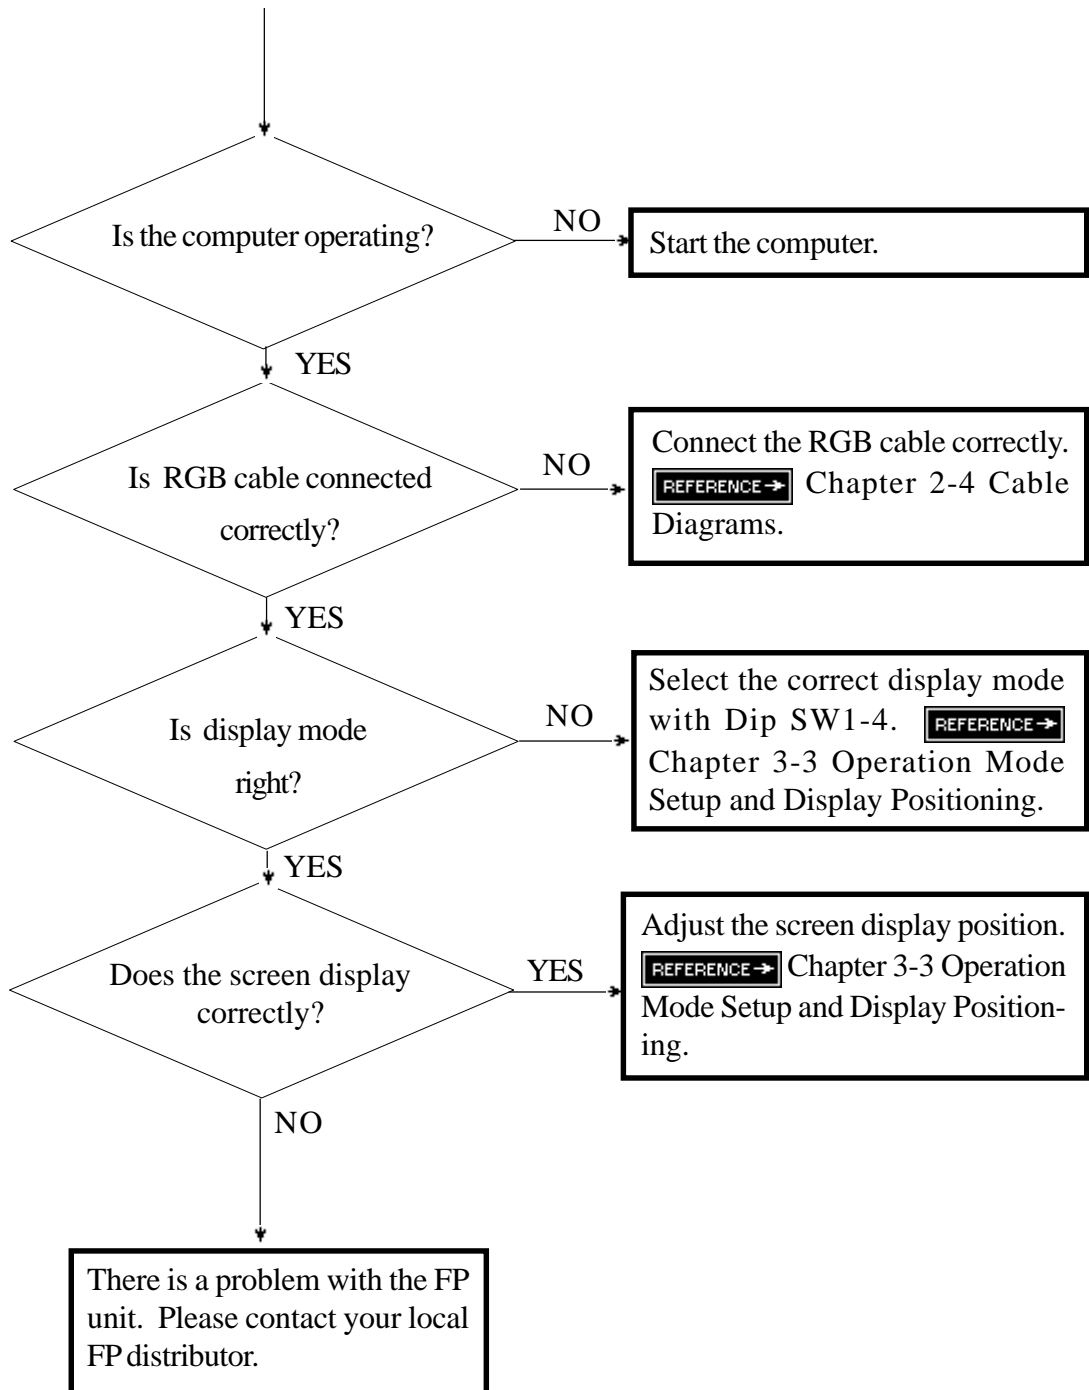 Is the computer operating?
NO
Start the computer.
YES
Is RGB cable connected
correctly?
NO
Connect the RGB cable correctly.
REFERENCE→ Chapter 2-4 Cable
Diagrams.
YES
Is display mode
right?
NO
Select the correct display mode
with Dip SW1-4. REFERENCE→
Chapter 3-3 Operation Mode
Setup and Display Positioning.
YES
Does the screen display
correctly?
YES
Adjust the screen display position.
REFERENCE→ Chapter 3-3 Operation
Mode Setup and Display Position-
ing.
NO
There is a problem with the FP
unit. Please contact your local
FP distributor.